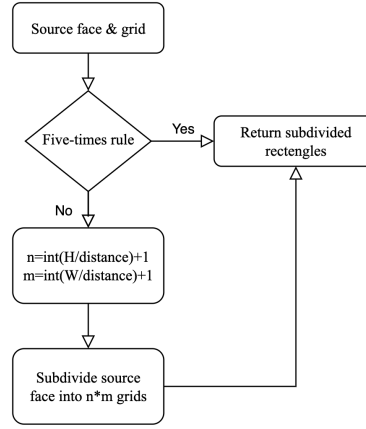 Source face & grid
Five-times rule
Yes
Return subdivided
rectengles
No
n=int(H/distance)+1
m=int(W/distance)+1
Subdivide source
face into n*m grids